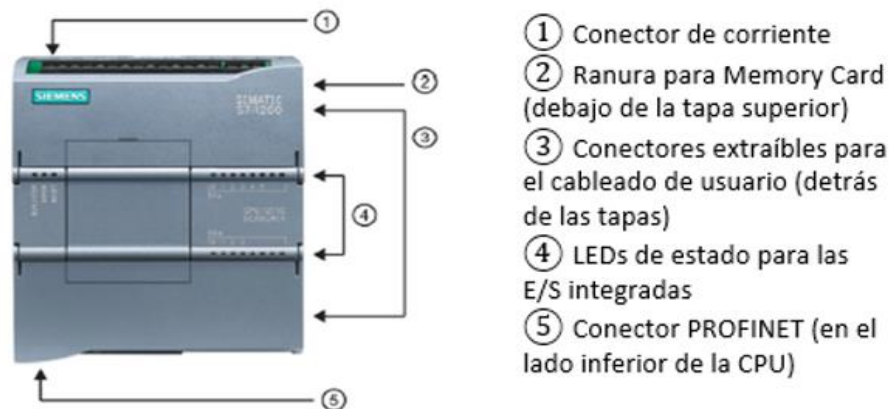 ①
②
③
④
⑤
SIEMENS
SIMATIC
S7-1200
① Conector de corriente
② Ranura para Memory Card
(debajo de la tapa superior)
③ Conectores extraíbles para
el cableado de usuario (detrás
de las tapas)
④ LEDs de estado para las
E/S integradas
⑤ Conector PROFINET (en el
lado inferior de la CPU)